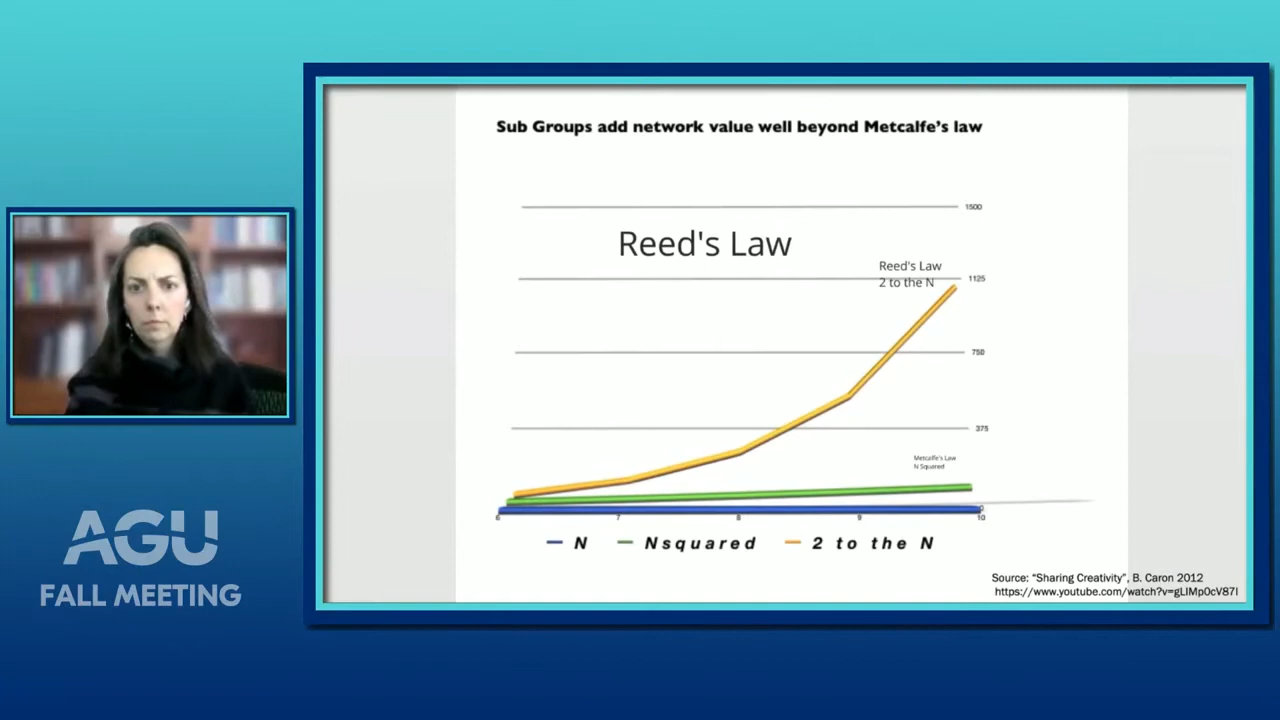 Sub Groups add network value well beyond Metcalfe's law
1500
Reed's Law
Reed's Law
2 to the N
1125
750
375
Metcalfe's Law
N Squared
0
6 7 8 9 10
N Nsquared 2 to the N
Source: "Sharing Creativity", B. Caron 2012
https://www.youtube.com/watch?v=gLIMp0cV87I
AGU
FALL MEETING